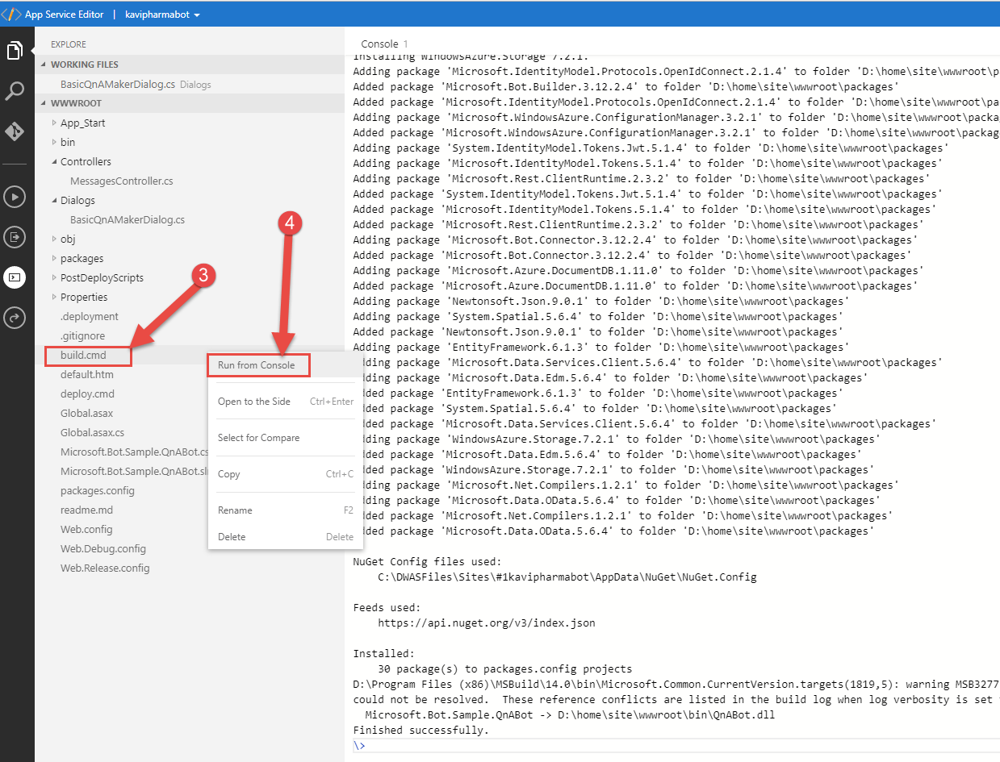 App Service Editor | kavipharmabot
EXPLORE
WORKING FILES
BasicQnAMakerDialog.cs Dialogs
WWWROOT
App_Start
bin
Controllers
MessagesController.cs
Dialogs
BasicQnAMakerDialog.cs
obj
packages
PostDeployScripts
Properties
.deployment
.gitignore
build.cmd
default.htm
deploy.cmd
Global.asax
Global.asax.cs
Microsoft.Bot.Sample.QnABot.cs
Microsoft.Bot.Sample.QnABot.sl
packages.config
readme.md
Web.config
Web.Debug.config
Web.Release.config
3
4
Run from Console
Open to the Side Ctrl+Enter
Select for Compare
Copy Ctrl+C
Rename F2
Delete Delete
Console 1
Installing WindowsAzure.Storage 7.2.1.
Adding package 'Microsoft.IdentityModel.Protocols.OpenIdConnect.2.1.4' to folder 'D:\home\site\wwwroot\p
Added package 'Microsoft.Bot.Builder.3.12.2.4' to folder 'D:\home\site\wwwroot\packages'
Added package 'Microsoft.IdentityModel.Protocols.OpenIdConnect.2.1.4' to folder 'D:\home\site\wwwroot\pa
Adding package 'Microsoft.WindowsAzure.ConfigurationManager.3.2.1' to folder 'D:\home\site\wwwroot\packa
Added package 'Microsoft.WindowsAzure.ConfigurationManager.3.2.1' to folder 'D:\home\site\wwwroot\packag
Adding package 'System.IdentityModel.Tokens.Jwt.5.1.4' to folder 'D:\home\site\wwwroot\packages'
Adding package 'Microsoft.IdentityModel.Tokens.5.1.4' to folder 'D:\home\site\wwwroot\packages'
Adding package 'Microsoft.Rest.ClientRuntime.2.3.2' to folder 'D:\home\site\wwwroot\packages'
Added package 'System.IdentityModel.Tokens.Jwt.5.1.4' to folder 'D:\home\site\wwwroot\packages'
Added package 'Microsoft.IdentityModel.Tokens.5.1.4' to folder 'D:\home\site\wwwroot\packages'
Added package 'Microsoft.Rest.ClientRuntime.2.3.2' to folder 'D:\home\site\wwwroot\packages'
Adding package 'Microsoft.Bot.Connector.3.12.2.4' to folder 'D:\home\site\wwwroot\packages'
Added package 'Microsoft.Bot.Connector.3.12.2.4' to folder 'D:\home\site\wwwroot\packages'
Adding package 'Microsoft.Azure.DocumentDB.1.11.0' to folder 'D:\home\site\wwwroot\packages'
Added package 'Microsoft.Azure.DocumentDB.1.11.0' to folder 'D:\home\site\wwwroot\packages'
Adding package 'Newtonsoft.Json.9.0.1' to folder 'D:\home\site\wwwroot\packages'
Adding package 'System.Spatial.5.6.4' to folder 'D:\home\site\wwwroot\packages'
Added package 'Newtonsoft.Json.9.0.1' to folder 'D:\home\site\wwwroot\packages'
Adding package 'EntityFramework.6.1.3' to folder 'D:\home\site\wwwroot\packages'
ding package 'Microsoft.Data.Services.Client.5.6.4' to folder 'D:\home\site\wwwroot\packages'
ding package 'Microsoft.Data.Edm.5.6.4' to folder 'D:\home\site\wwwroot\packages'
ded package 'EntityFramework.6.1.3' to folder 'D:\home\site\wwwroot\packages'
ded package 'System.Spatial.5.6.4' to folder 'D:\home\site\wwwroot\packages'
ded package 'Microsoft.Data.Services.Client.5.6.4' to folder 'D:\home\site\wwwroot\packages'
ding package 'WindowsAzure.Storage.7.2.1' to folder 'D:\home\site\wwwroot\packages'
ded package 'Microsoft.Data.Edm.5.6.4' to folder 'D:\home\site\wwwroot\packages'
ded package 'WindowsAzure.Storage.7.2.1' to folder 'D:\home\site\wwwroot\packages'
ding package 'Microsoft.Net.Compilers.1.2.1' to folder 'D:\home\site\wwwroot\packages'
ding package 'Microsoft.Data.OData.5.6.4' to folder 'D:\home\site\wwwroot\packages'
ded package 'Microsoft.Net.Compilers.1.2.1' to folder 'D:\home\site\wwwroot\packages'
ded package 'Microsoft.Data.OData.5.6.4' to folder 'D:\home\site\wwwroot\packages'
NuGet Config files used:
C:\DWASFiles\Sites\#1kavipharmabot\AppData\NuGet\NuGet.Config
Feeds used:
https://api.nuget.org/v3/index.json
Installed:
30 package(s) to packages.config projects
D:\Program Files (x86)\MSBuild\14.0\bin\Microsoft.Common.CurrentVersion.targets(1819,5): warning MSB3277
could not be resolved. These reference conflicts are listed in the build log when log verbosity is set
Microsoft.Bot.Sample.QnABot -> D:\home\site\wwwroot\bin\QnABot.dll
Finished successfully.
\>